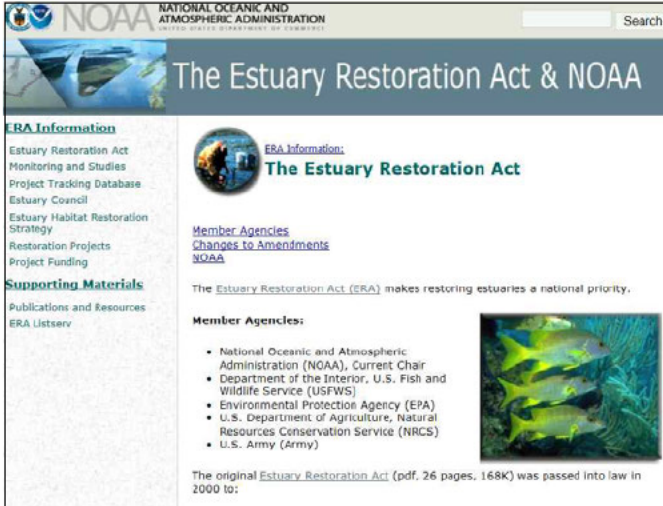 NOAA
NATIONAL OCEANIC AND
ATMOSPHERIC ADMINISTRATION
UNITED STATES DEPARTMENT OF COMMERCE
Search
The Estuary Restoration Act & NOAA
ERA Information
Estuary Restoration Act
Monitoring and Studies
Project Tracking Database
Estuary Council
Estuary Habitat Restoration
Strategy
Restoration Projects
Project Funding
Supporting Materials
Publications and Resources
ERA Listserv
ERA Information:
The Estuary Restoration Act
Member Agencies
Changes to Amendments
NOAA
The Estuary Restoration Act (ERA) makes restoring estuaries a national priority.
Member Agencies:
• National Oceanic and Atmospheric
Administration (NOAA), Current Chair
• Department of the Interior, U.S. Fish and
Wildlife Service (USFWS)
• Environmental Protection Agency (EPA)
• U.S. Department of Agriculture, Natural
Resources Conservation Service (NRCS)
• U.S. Army (Army)
The original Estuary Restoration Act (pdf, 26 pages, 168K) was passed into law in
2000 to: